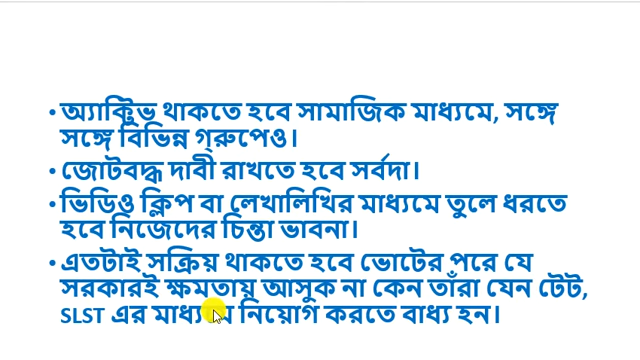 • অ্যাক্টিভ থাকতে হবে সামাজিক মাধ্যমে, সঙ্গে
সঙ্গে বিভিন্ন গ্রুপেও।
• জোটবদ্ধ দাবী রাখতে হবে সর্বদা।
• ভিডিও ক্লিপ বা লেখালিখির মাধ্যমে তুলে ধরতে
হবে নিজেদের চিন্তা ভাবনা।
• এতটাই সক্রিয় থাকতে হবে ভোটের পরে যে
সরকারই ক্ষমতায় আসুক না কেন তাঁরা যেন টেট,
SLST এর মাধ্যমে নিয়োগ করতে বাধ্য হন।